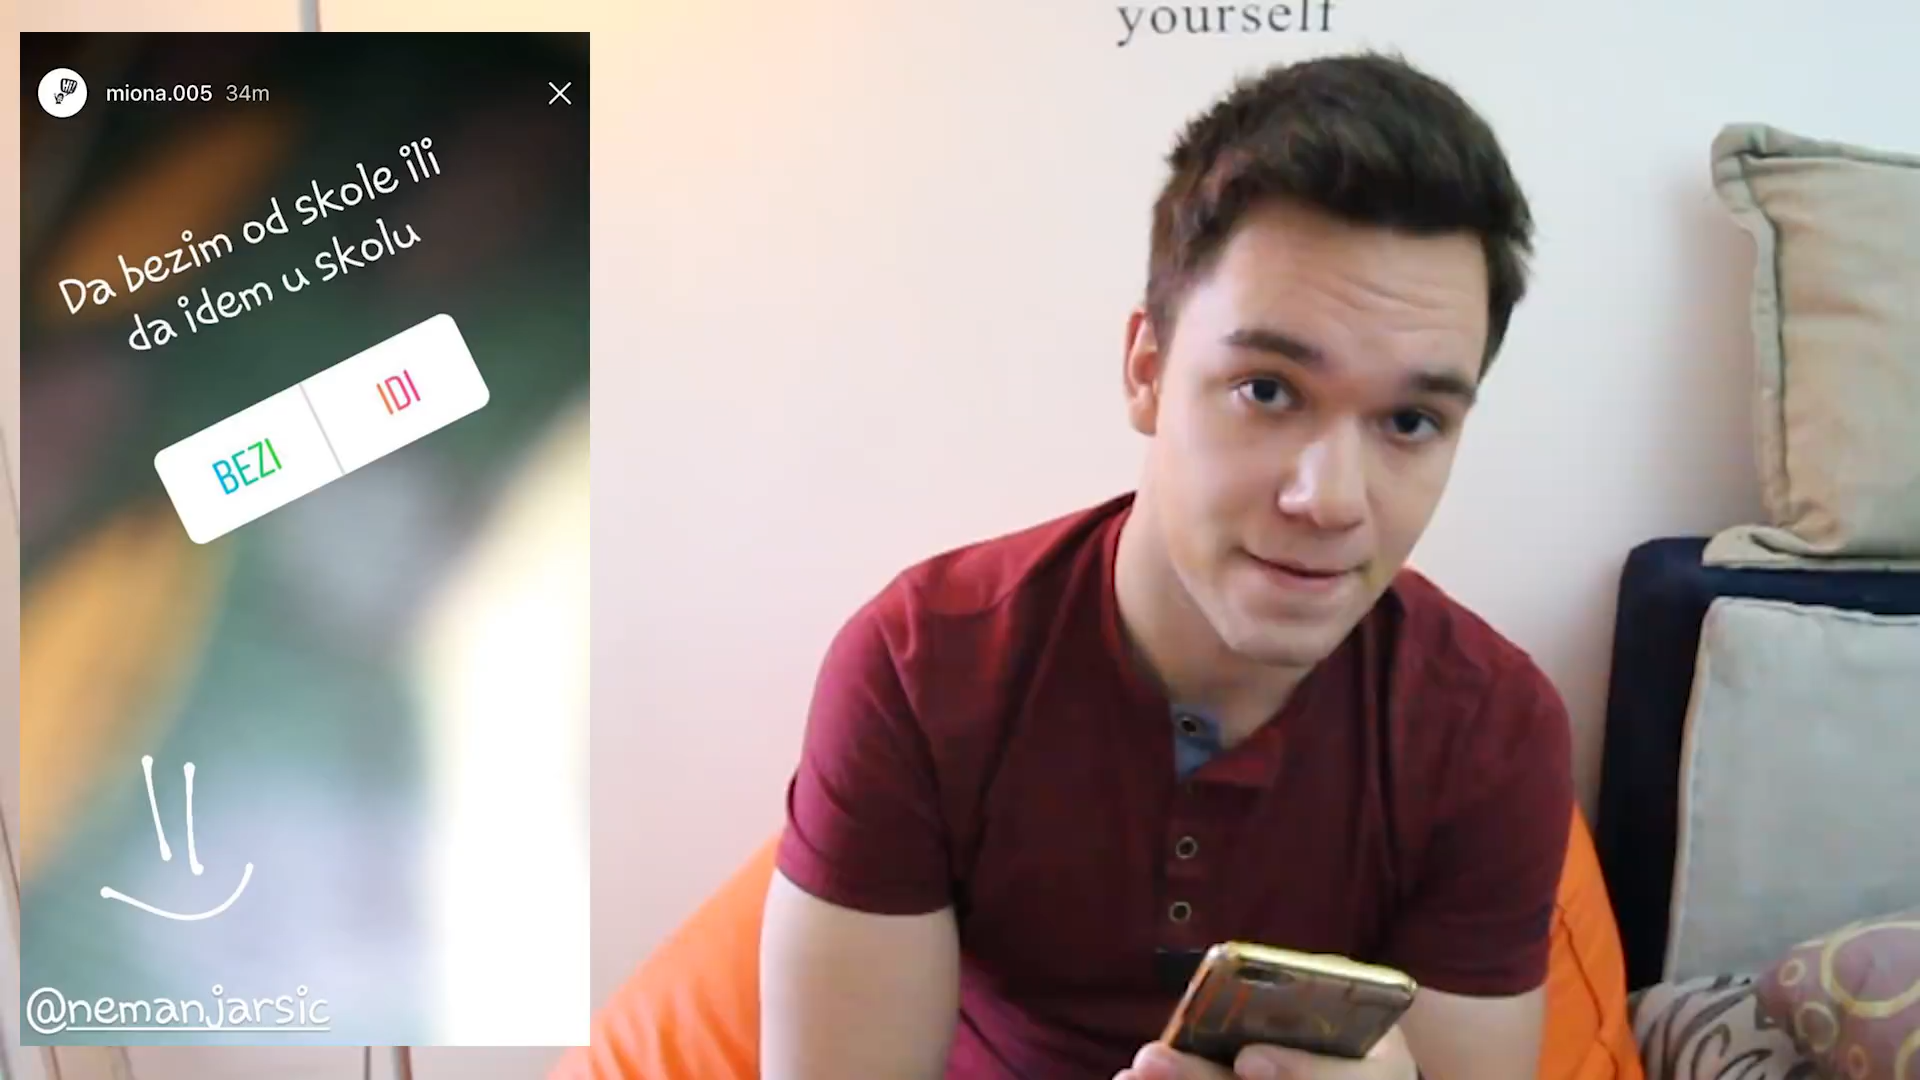 yourself
miona.005 34m
Da bezim od skole ili
da idem u skolu
BEZI IDI
@nemanjarsic